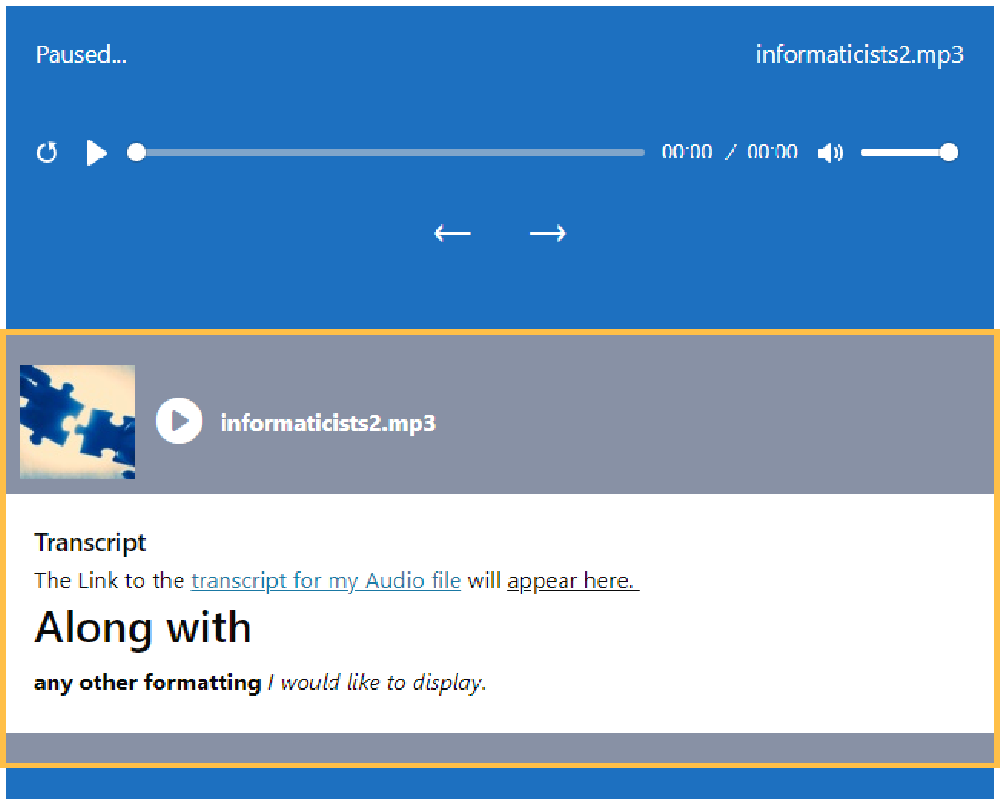 Paused... informaticists2.mp3
00:00 / 00:00
informaticists2.mp3
Transcript
The Link to the transcript for my Audio file will appear here.
Along with
any other formatting I would like to display.